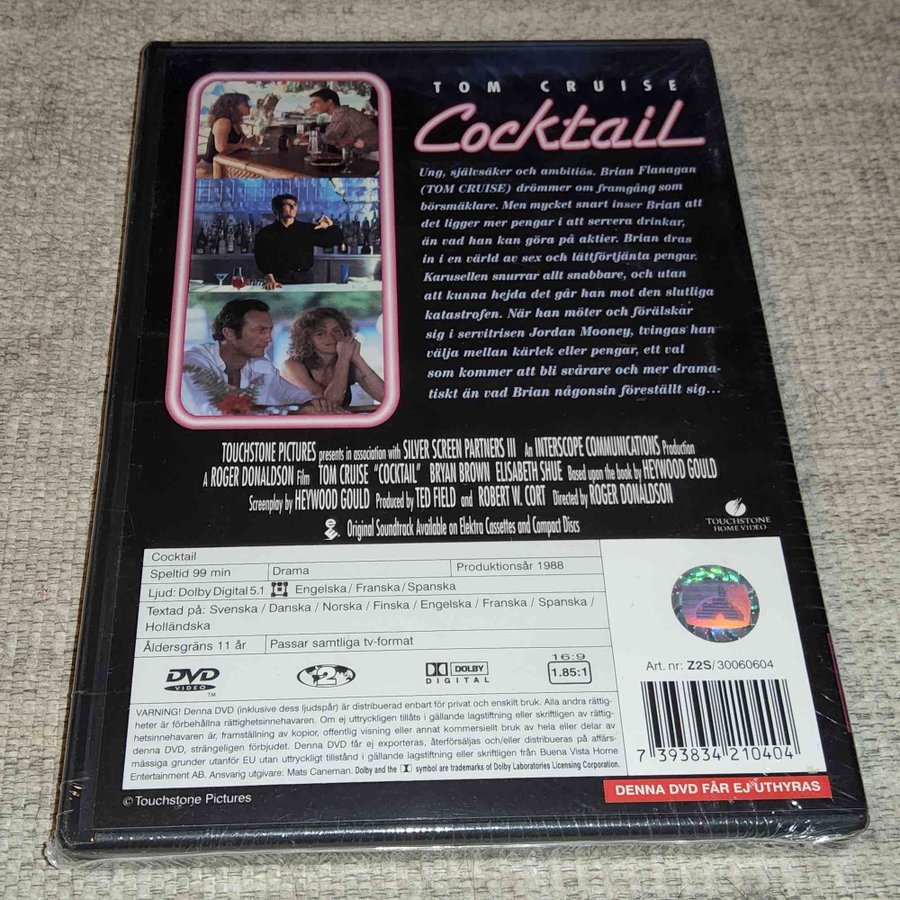 TOM CRUISE
Cocktail
Ung, självsäker och ambitiös. Brian Flanagan
(TOM CRUISE) drömmer om framgång som
börsmäklare. Men mycket snart inser Brian att
det ligger mer pengar i att servera drinkar,
än vad han kan göra på aktier. Brian dras
in i en värld av sex och lättförtjänta pengar.
Karusellen snurrar allt snabbare, och utan
att kunna hejda det går han mot den slutliga
katastrofen. När han möter och förälskar
sig i servitrisen Jordan Mooney, tvingas han
välja mellan kärlek eller pengar, ett val
som kommer att bli svårare och mer drama-
tiskt än vad Brian någonsin föreställt sig...
TOUCHSTONE PICTURES presents in association with SILVER SCREEN PARTNERS III An INTERSCOPE COMMUNICATIONS Production
A ROGER DONALDSON Film TOM CRUISE "COCKTAIL" BRYAN BROWN ELISABETH SHUE Based upon the book by HEYWOOD GOULD
Screenplay by HEYWOOD GOULD Produced by TED FIELD and ROBERT W. CORT Directed by ROGER DONALDSON
Original Soundtrack Available on Elektra Cassettes and Compact Discs
TOUCHSTONE
HOME VIDEO
Cocktail
Speltid 99 min Drama Produktionsår 1988
Ljud: Dolby Digital 5.1 Engelska / Franska / Spanska
Textad på: Svenska / Danska / Norska / Finska / Engelska / Franska / Spanska /
Holländska
Åldersgräns 11 år Passar samtliga tv-format
DVD
VIDEO
TM
2
DOLBY
DIGITAL
16:9
1.85:1
Art. nr: Z2S/30060604
7 393834 210404
VARNING! Denna DVD (inklusive dess ljudspår) är distribuerad enbart för privat och enskilt bruk. Alla andra rättig-
heter är förbehållna rättighetsinnehavaren. Om ej uttryckligen tillåts i gällande lagstiftning eller skriftligen av rättig-
hetsinnehavaren, är framställning av kopior, offentlig visning eller annat kommersiellt bruk av hela eller delar av
denna DVD, strängeligen förbjudet. Denna DVD får ej exporteras, återförsäljas och/eller distribueras på affärs-
mässiga grunder utanför EU utan uttryckligt tillstånd i gällande lagstiftning eller skriftligen från Buena Vista Home
Entertainment AB. Ansvarig utgivare: Mats Caneman. Dolby and the symbol are trademarks of Dolby Laboratories Licensing Corporation.
DENNA DVD FÅR EJ UTHYRAS
© Touchstone Pictures